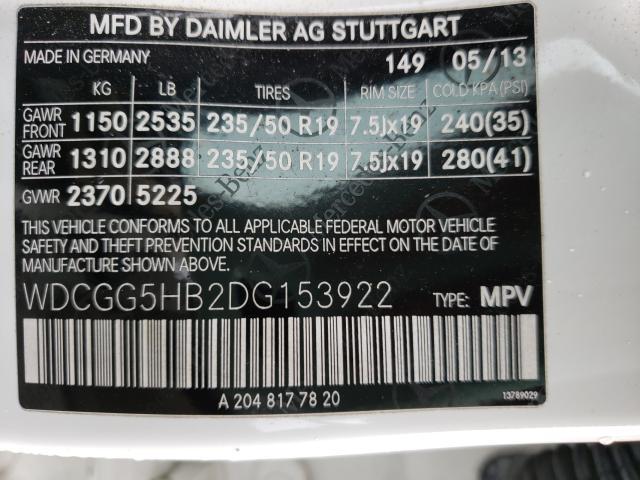 MFD BY DAIMLER AG STUTTGART
MADE IN GERMANY 149 05/13
KG LB TIRES RIM SIZE COLD KPA (PSI)
GAWR FRONT 1150 2535 235/50 R19 7.5Jx19 240(35)
GAWR REAR 1310 2888 235/50 R19 7.5Jx19 280(41)
GVWR 2370 5225
THIS VEHICLE CONFORMS TO ALL APPLICABLE FEDERAL MOTOR VEHICLE
SAFETY AND THEFT PREVENTION STANDARDS IN EFFECT ON THE DATE OF
MANUFACTURE SHOWN ABOVE.
WDCGG5HB2DG153922 TYPE: MPV
A 204 817 78 20
13789029